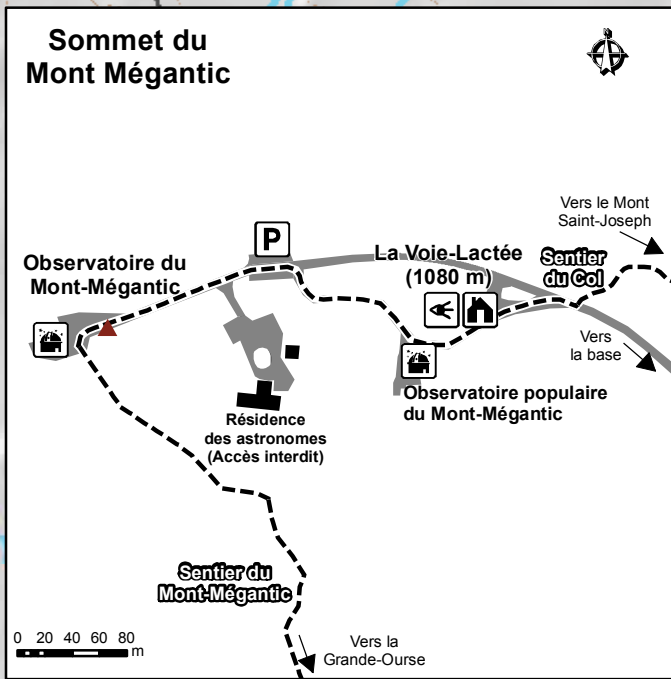 Sommet du
Mont Mégantic
Vers le Mont
Saint-Joseph
P
La Voie-Lactée
(1080 m)
Sentier
du Col
Observatoire du
Mont-Mégantic
Vers
la base
Observatoire populaire
du Mont-Mégantic
Résidence
des astronomes
(Accès interdit)
Sentier du
Mont-Mégantic
0 20 40 60 80
m
Vers la
Grande-Ourse